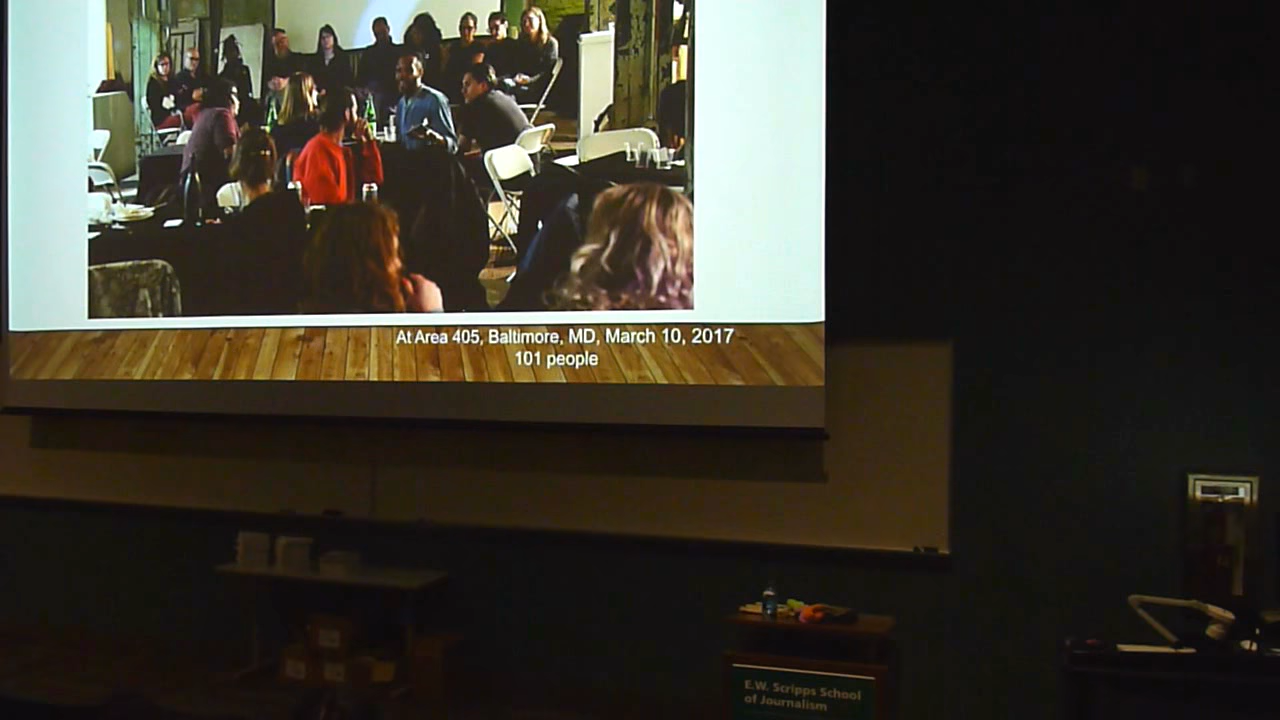 At Area 405, Baltimore, MD, March 10, 2017
101 people
E.W. Scripps School
of Journalism